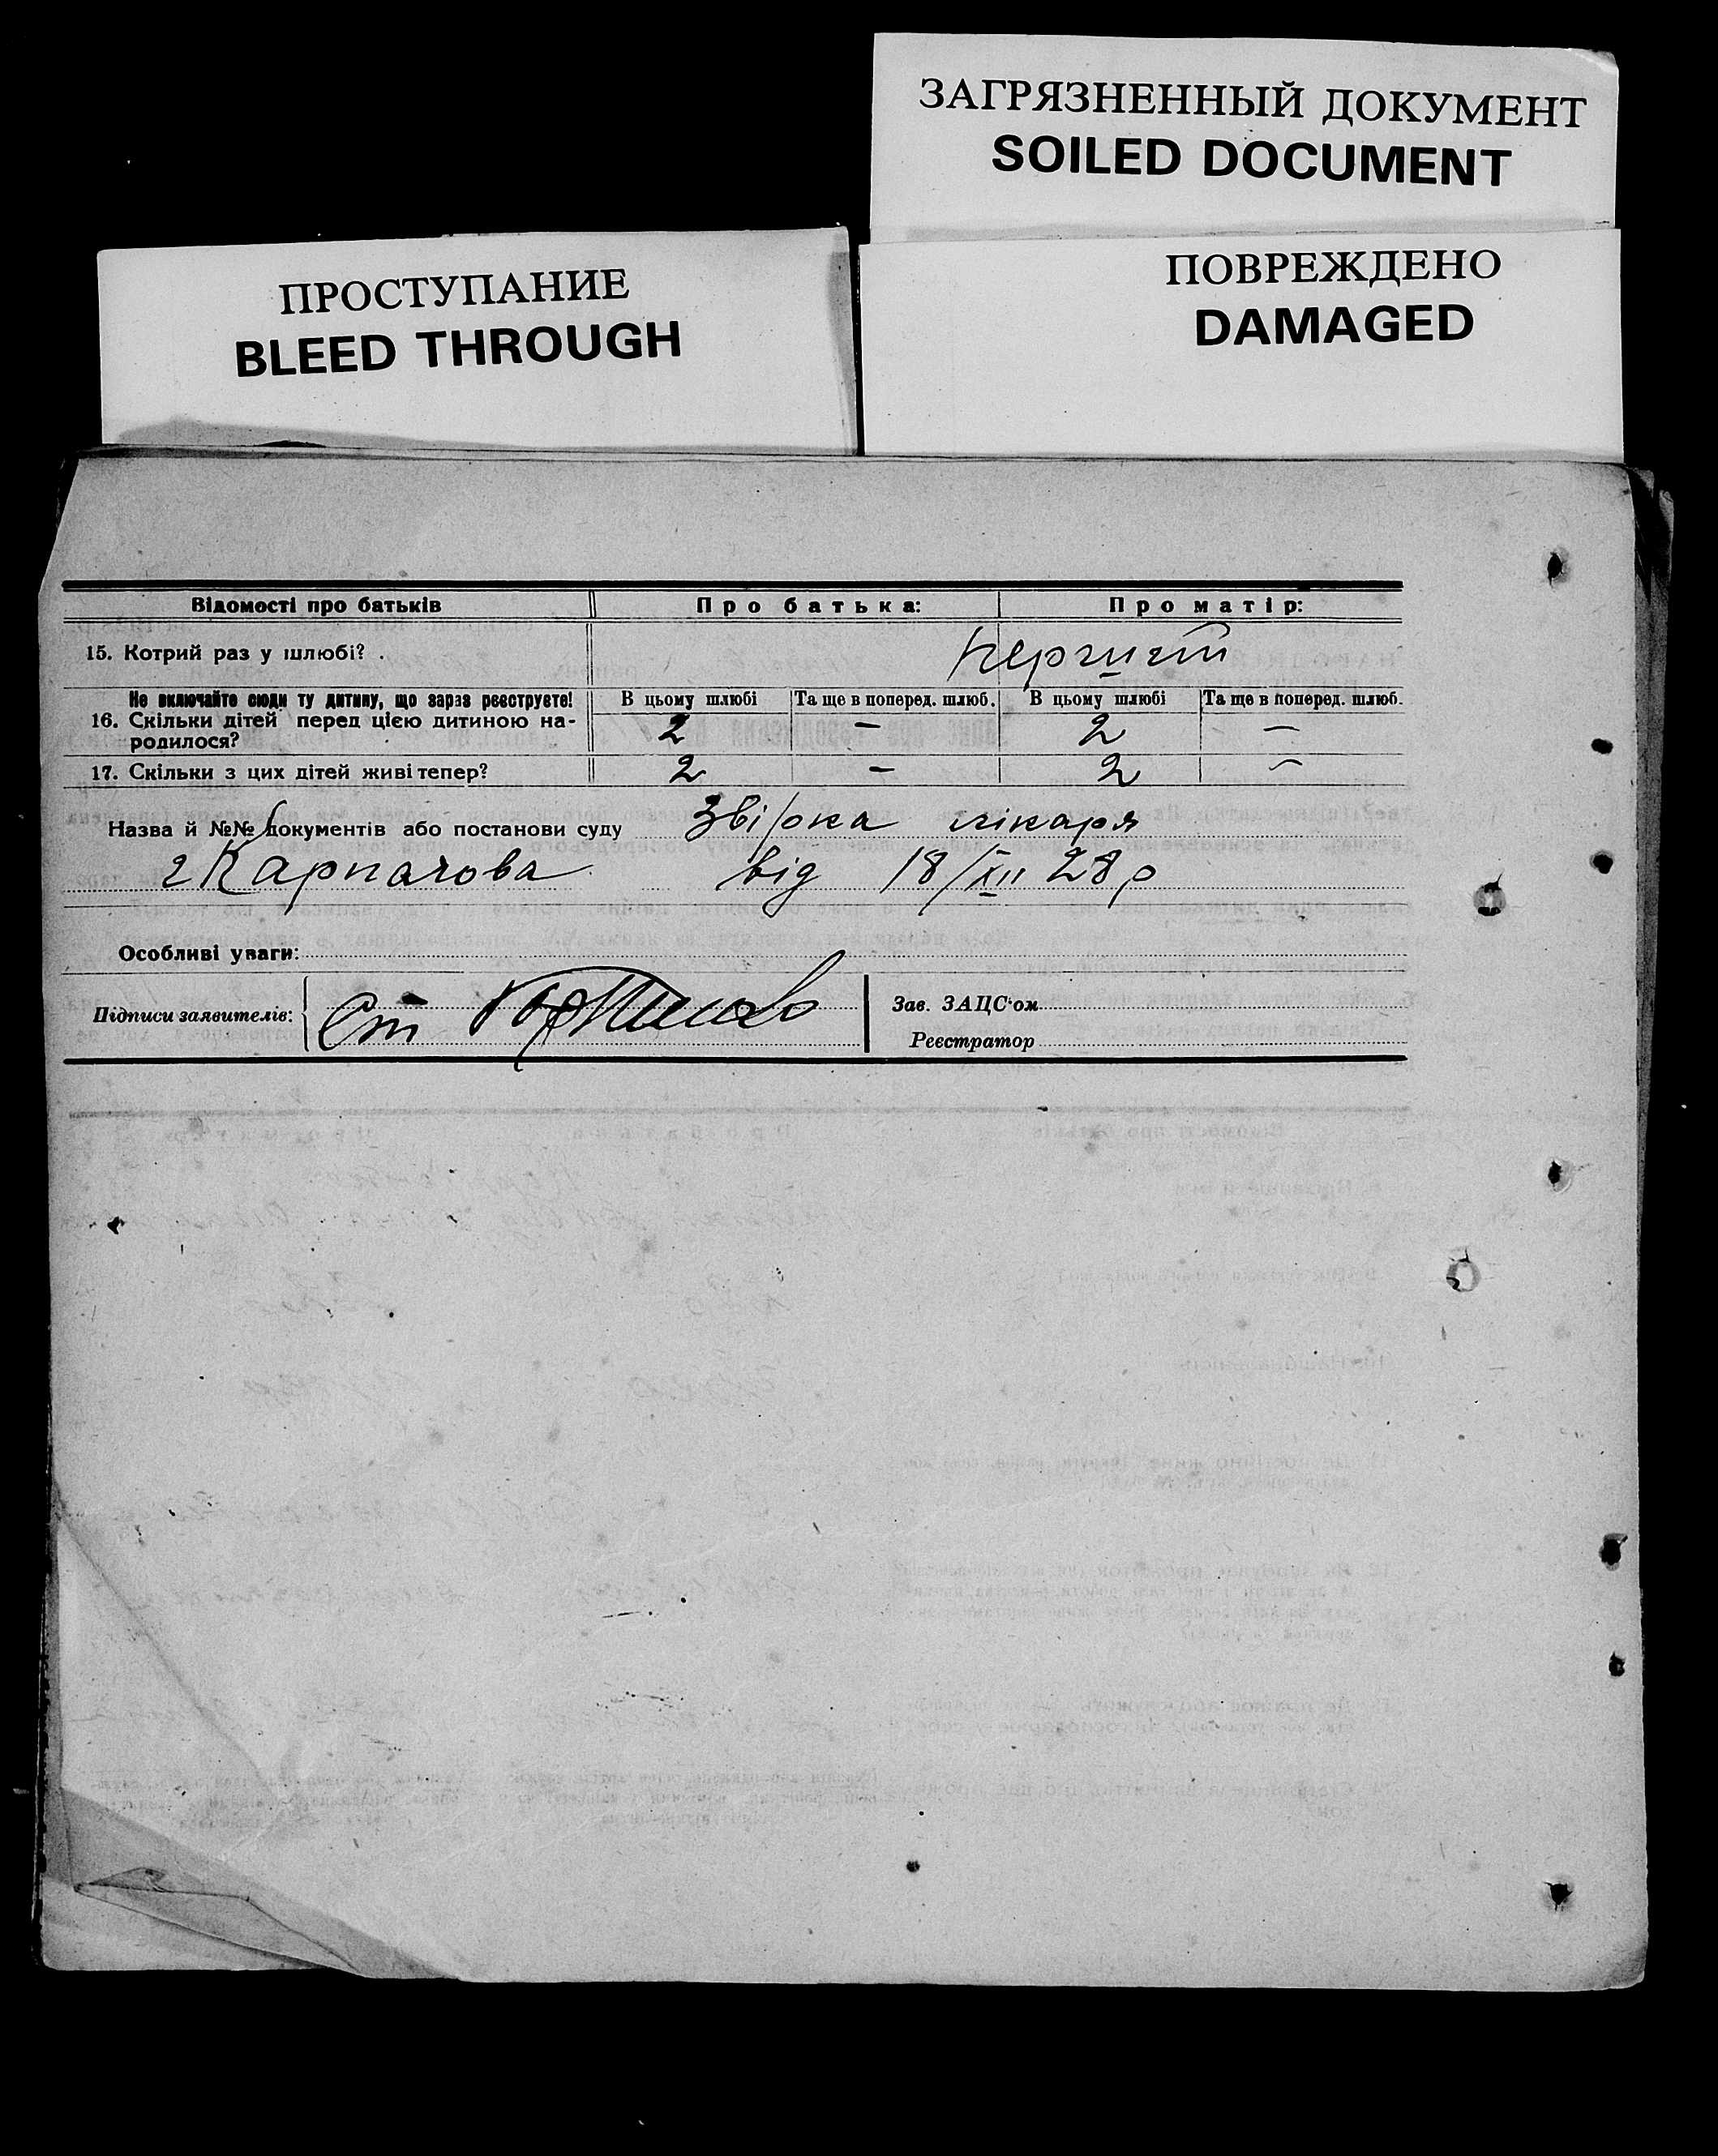 ЗАГРЯЗНЕННЫЙ ДОКУМЕНТ
SOILED DOCUMENT
ПРОСТУПАНИЕ
BLEED THROUGH
ПОВРЕЖДЕНО
DAMAGED
Відомості про батьків Про батька: Про матір:
15. Котрий раз у шлюбі?
Не включайте сюди ту дитину, що зараз реєструєте! В цьому шлюбі Та ще в поперед. шлюб. В цьому шлюбі Та ще в поперед. шлюб.
16. Скільки дітей перед цією дитиною на- 2 — 2 —
родилося?
17. Скільки з цих дітей живі тепер? 2 — 2 —
Назва й №№ документів або постанови суду лікаря
від 18/XII 28 р
Особливі уваги:
Підписи заявителів: Зав. ЗАЦС'ом
Реєстратор